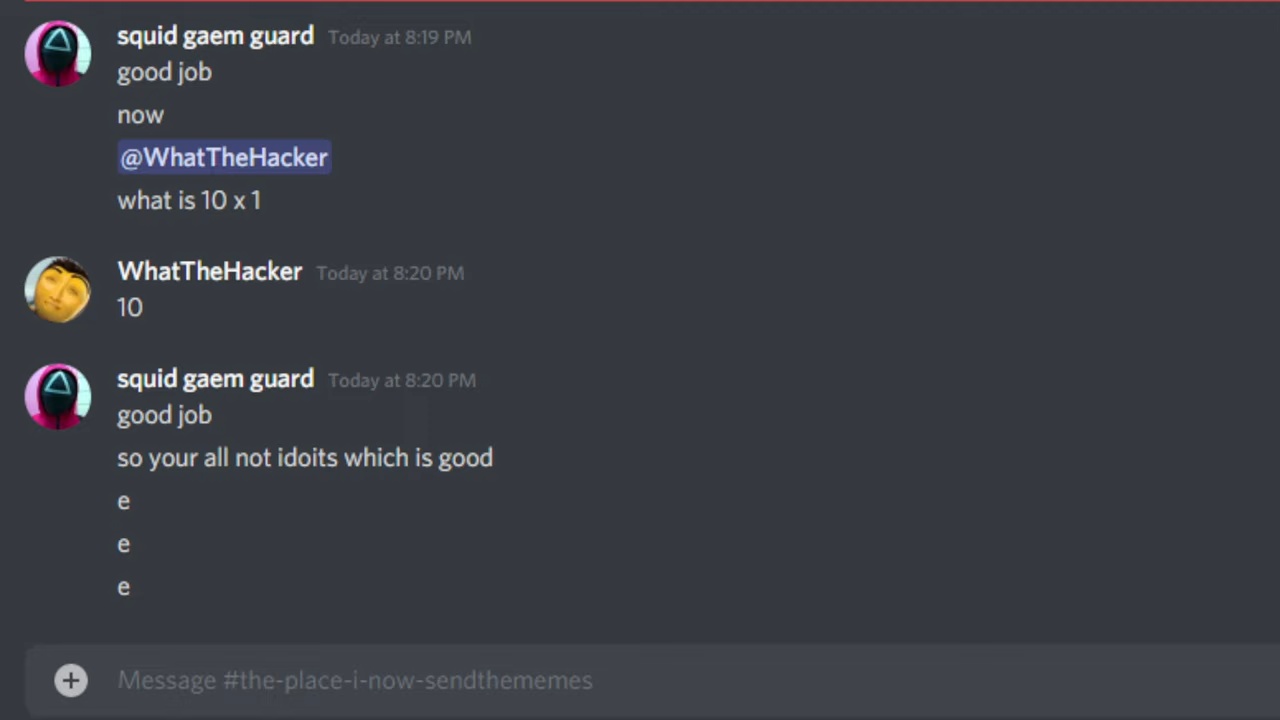 squid gaem guard Today at 8:19 PM
good job
now
@WhatTheHacker
what is 10 x 1
WhatTheHacker Today at 8:20 PM
10
squid gaem guard Today at 8:20 PM
good job
so your all not idoits which is good
e
e
e
Message #the-place-i-now-sendthememes